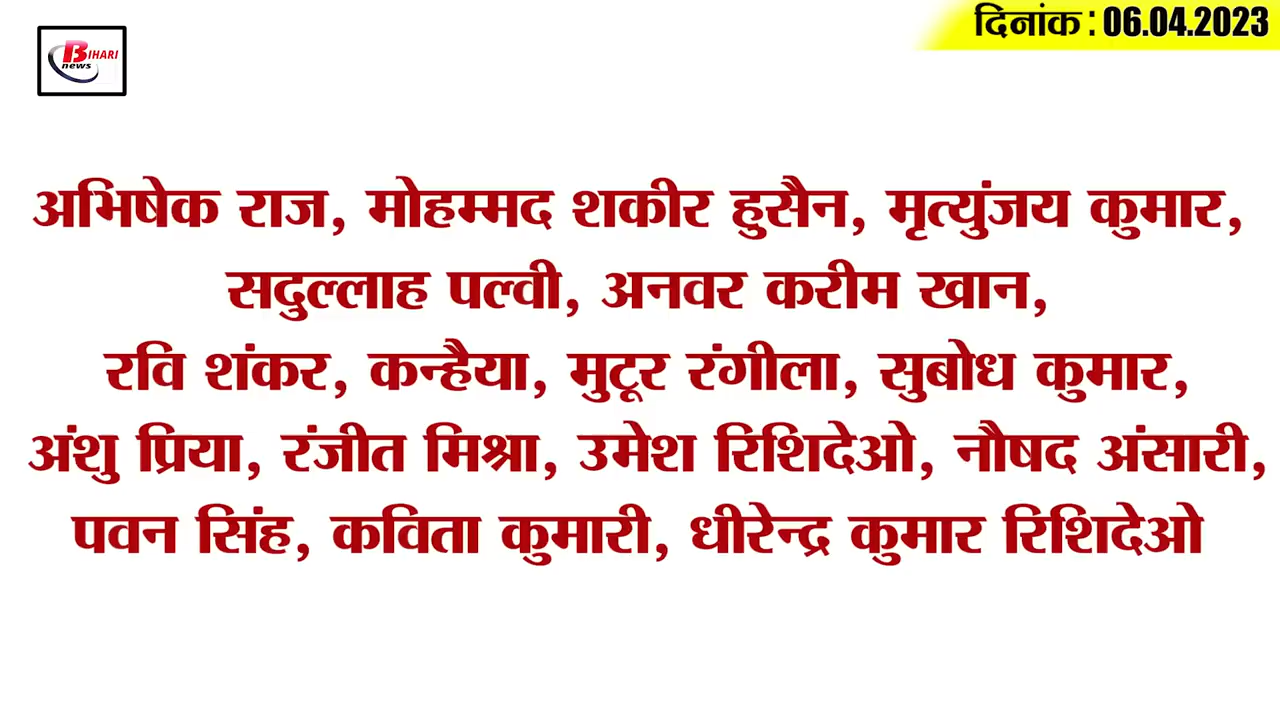 BIHARI
news
दिनांक : 06.04.2023
अभिषेक राज, मोहम्मद शकीर हुसैन, मृत्युंजय कुमार,
सदुल्लाह पल्वी, अनवर करीम खान,
रवि शंकर, कन्हैया, मुटूर रंगीला, सुबोध कुमार,
अंशु प्रिया, रंजीत मिश्रा, उमेश रिशिदेओ, नौषद अंसारी,
पवन सिंह, कविता कुमारी, धीरेन्द्र कुमार रिशिदेओ